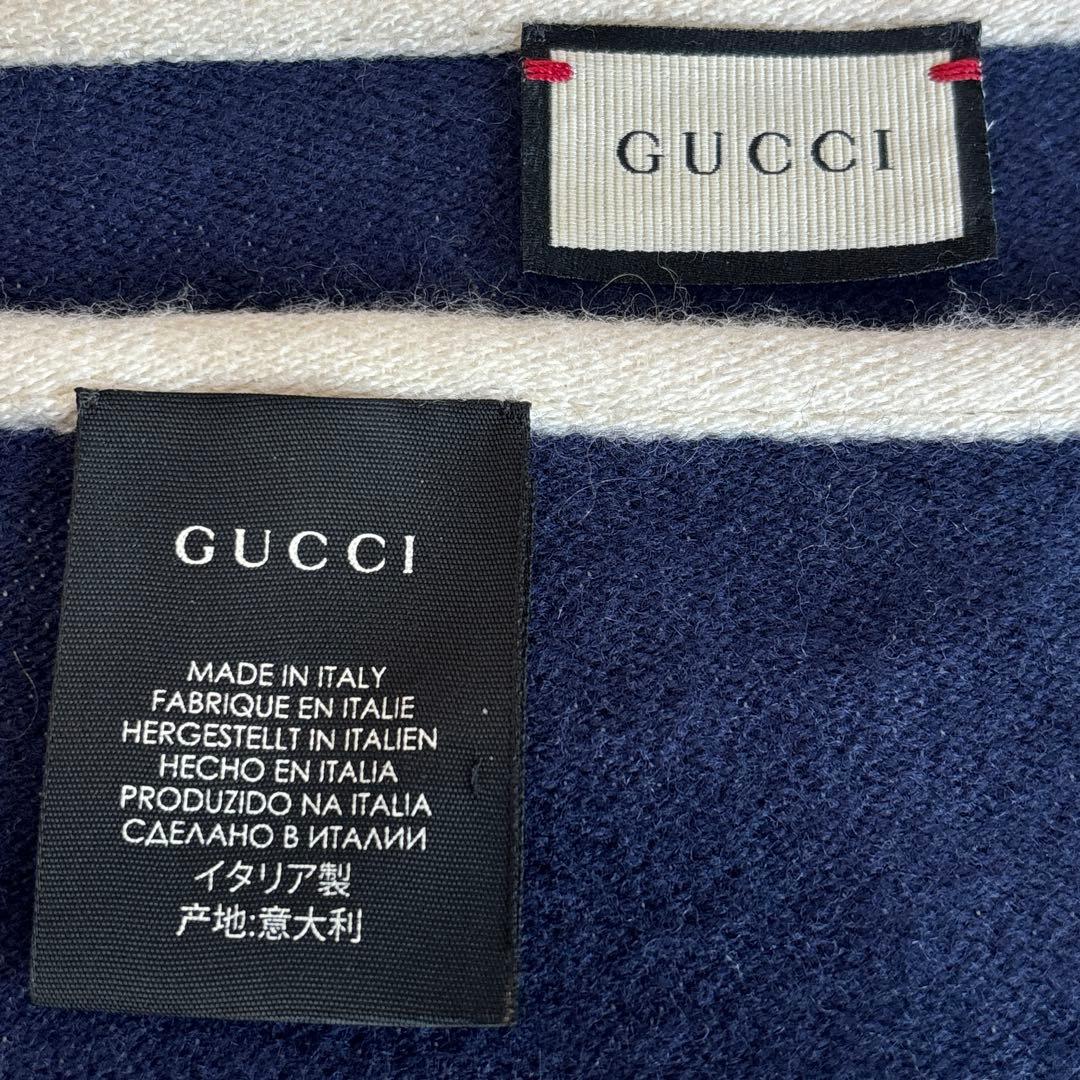 GUCCI
GUCCI
MADE IN ITALY
FABRIQUE EN ITALIE
HERGESTELLT IN ITALIEN
HECHO EN ITALIA
PRODUZIDO NA ITALIA
СДЕЛАНО В ИТАЛИИ
イタリア製
产地:意大利